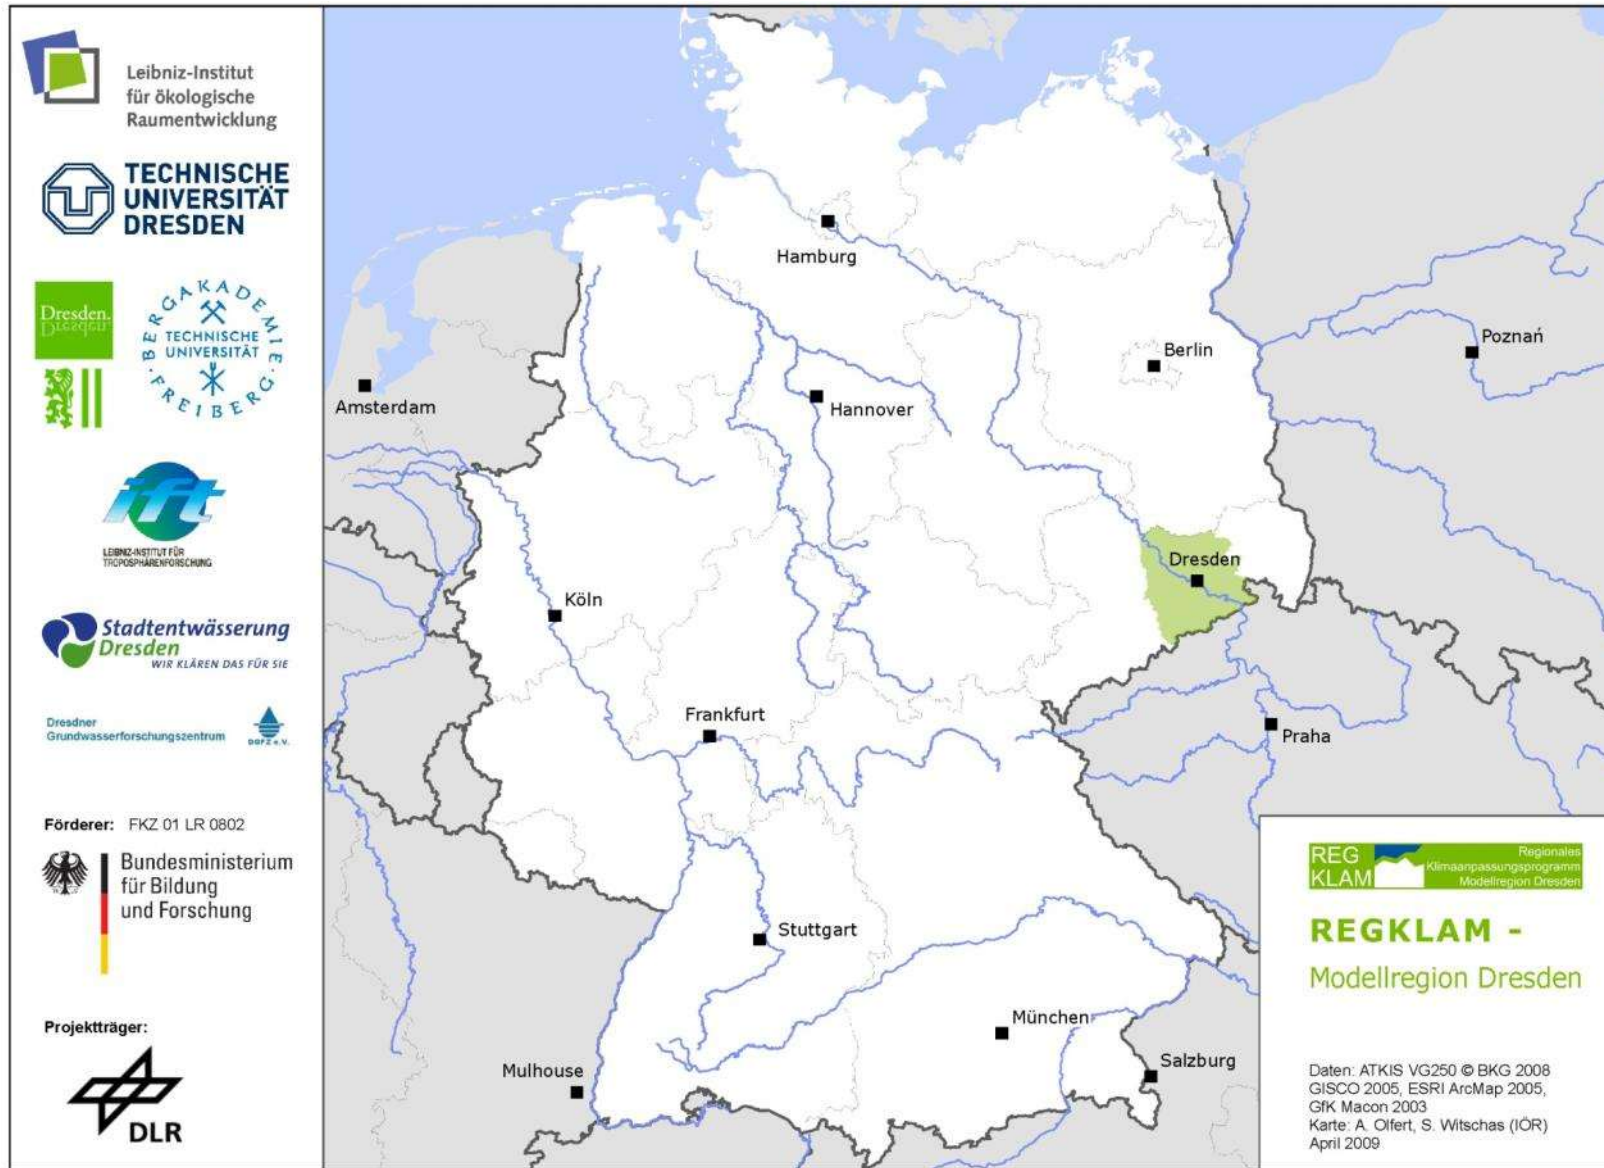 Leibniz-Institut
für ökologische
Raumentwicklung
TECHNISCHE
UNIVERSITÄT
DRESDEN
Dresden.
Dresden.
BERGAKADEMIE
TECHNISCHE
UNIVERSITÄT
FREIBERG
ift
LEIBNIZ-INSTITUT FÜR
TROPOSPHÄRENFORSCHUNG
Stadtentwässerung
Dresden
WIR KLÄREN DAS FÜR SIE
Dresdner
Grundwasserforschungszentrum
DGFZ e.V.
Förderer: FKZ 01 LR 0802
Bundesministerium
für Bildung
und Forschung
Projektträger:
DLR
Hamburg
Berlin
Poznań
Amsterdam
Hannover
Dresden
Köln
Frankfurt
Praha
Stuttgart
München
Mulhouse
Salzburg
REG
KLAM
Regionales
Klimaanpassungsprogramm
Modellregion Dresden
REGKLAM -
Modellregion Dresden
Daten: ATKIS VG250 © BKG 2008
GISCO 2005, ESRI ArcMap 2005,
GfK Macon 2003
Karte: A. Olfert, S. Witschas (IÖR)
April 2009